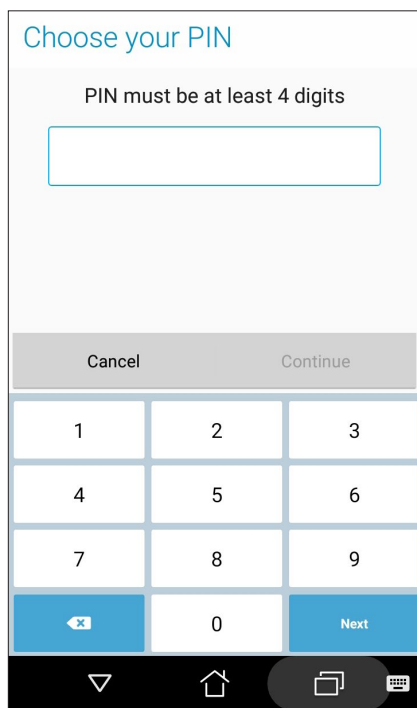 Choose your PIN
PIN must be at least 4 digits
Cancel Continue
1 2 3
4 5 6
7 8 9
0 Next